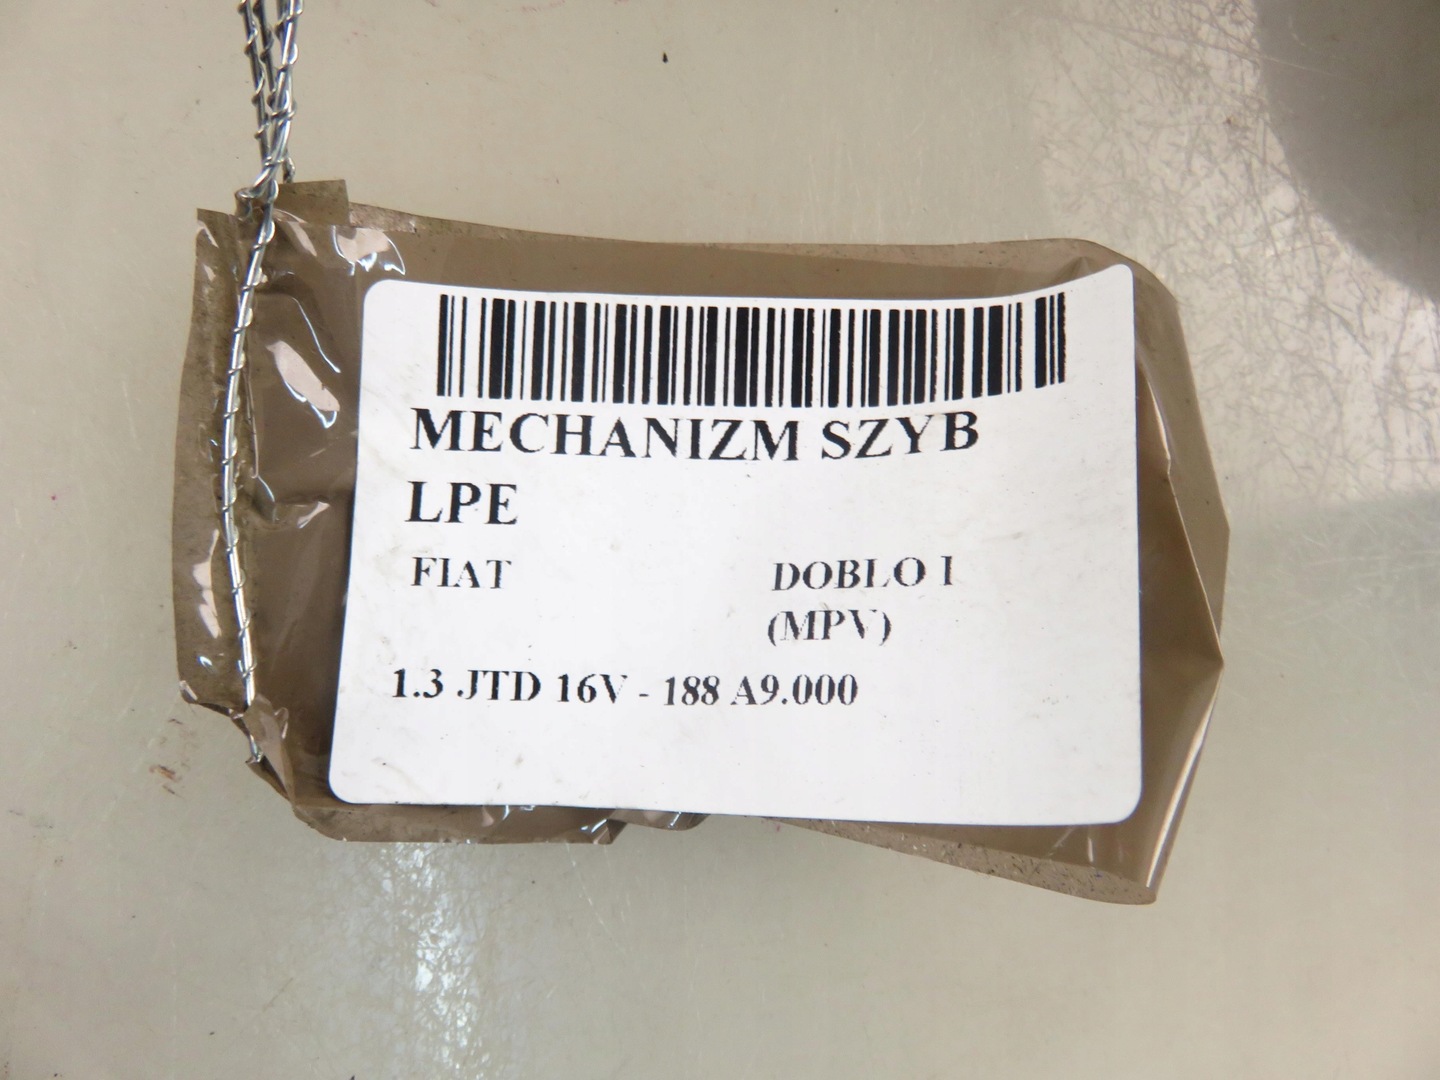 MECHANIZM SZYB
LPE
FIAT DOBLO I
(MPV)
1.3 JTD 16V - 188 A9.000